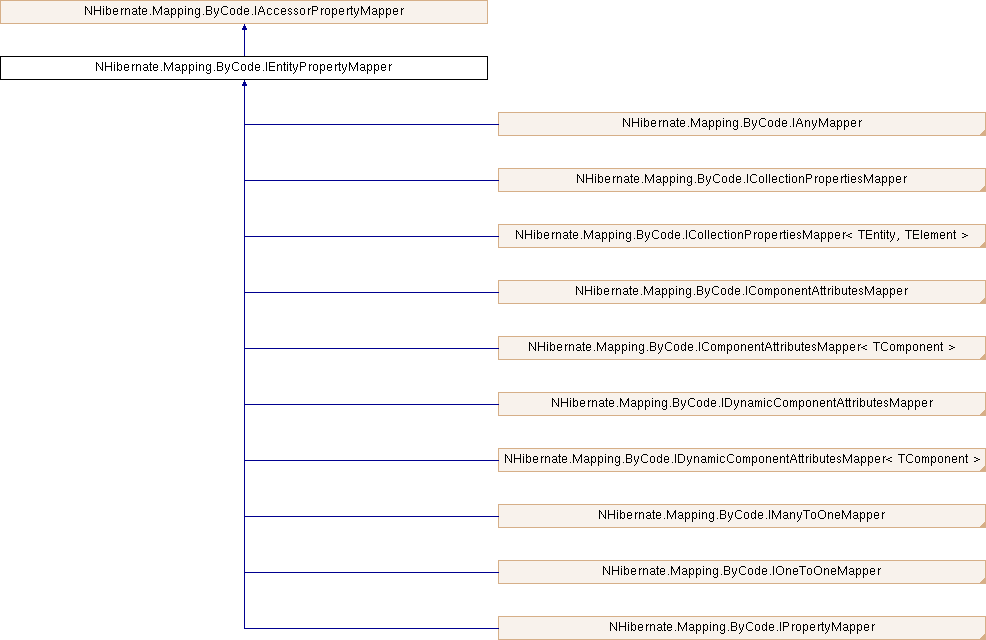 NHibernate.Mapping.ByCode.IAccessorPropertyMapper
NHibernate.Mapping.ByCode.IEntityPropertyMapper
NHibernate.Mapping.ByCode.IAnyMapper
NHibernate.Mapping.ByCode.ICollectionPropertiesMapper
NHibernate.Mapping.ByCode.ICollectionPropertiesMapper< TEntity, TElement >
NHibernate.Mapping.ByCode.IComponentAttributesMapper
NHibernate.Mapping.ByCode.IComponentAttributesMapper< TComponent >
NHibernate.Mapping.ByCode.IDynamicComponentAttributesMapper
NHibernate.Mapping.ByCode.IDynamicComponentAttributesMapper< TComponent >
NHibernate.Mapping.ByCode.IManyToOneMapper
NHibernate.Mapping.ByCode.IOneToOneMapper
NHibernate.Mapping.ByCode.IPropertyMapper